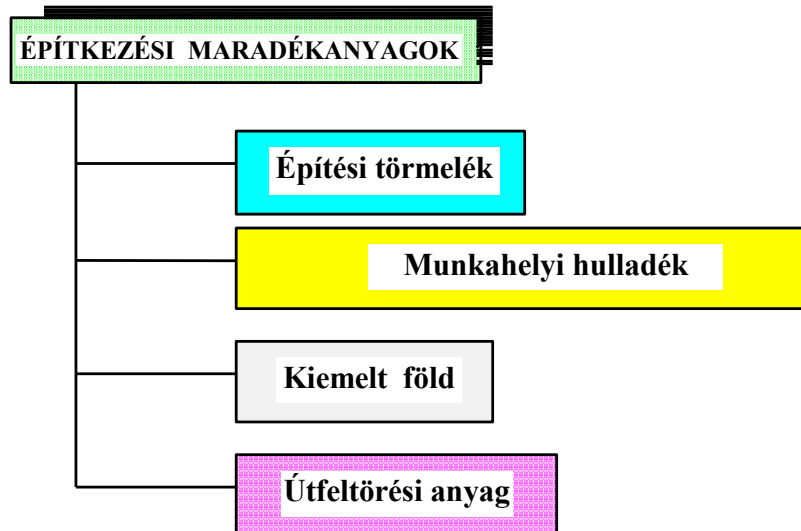 ÉPÍTKEZÉSI MARADÉKANYAGOK
Építési törmelék
Munkahelyi hulladék
Kiemelt föld
Útfeltörési anyag